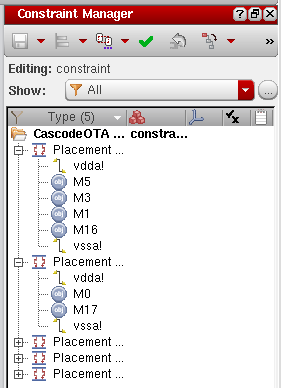 Constraint Manager
Editing: constraint
Show: All
Type (5)
CascodeOTA ... constra...
Placement ...
vdda!
M5
M3
M1
M16
vssa!
Placement ...
vdda!
M0
M17
vssa!
Placement ...
Placement ...
Placement ...